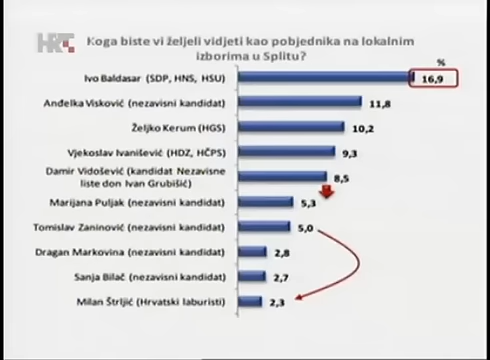 HRT
Koga biste vi željeli vidjeti kao pobjednika na lokalnim
izborima u Splitu?
%
Ivo Baldasar (SDP, HNS, HSU) 16,9
Anđelka Visković (nezavisni kandidat) 11,8
Željko Kerum (HGS) 10,2
Vjekoslav Ivanišević (HDZ, HČPS) 9,3
Damir Vidošević (kandidat Nezavisne
liste don Ivan Grubišić) 8,5
Marijana Puljak (nezavisni kandidat) 5,3
Tomislav Zaninović (nezavisni kandidat) 5,0
Dragan Markovina (nezavisni kandidat) 2,8
Sanja Bilač (nezavisni kandidat) 2,7
Milan Štrljić (Hrvatski laburisti) 2,3